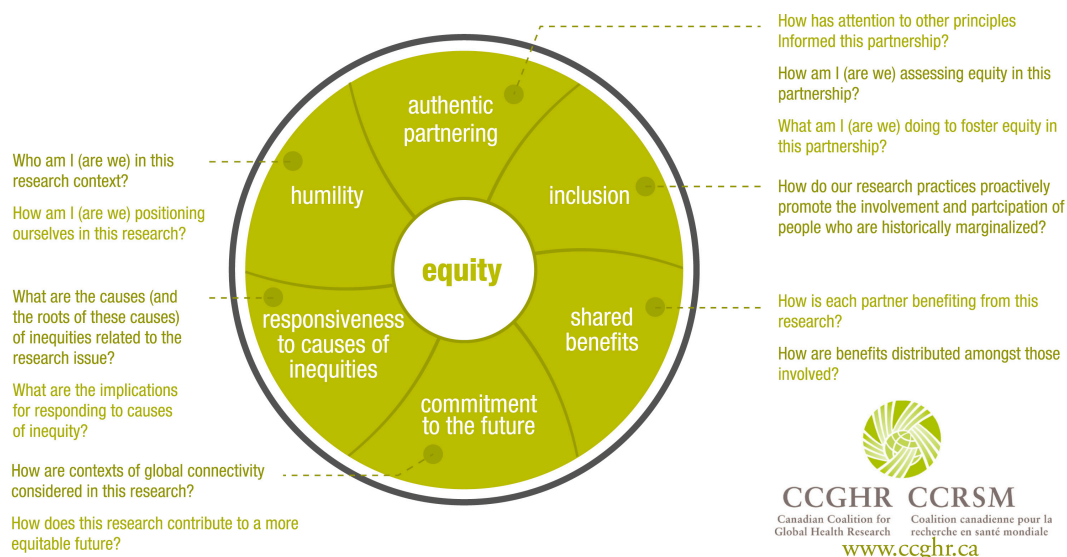 How has attention to other principles
Informed this partnership?
How am I (are we) assessing equity in this
partnership?
What am I (are we) doing to foster equity in
this partnership?
authentic
partnering
Who am I (are we) in this
research context?
How am I (are we) positioning
ourselves in this research?
humility
inclusion
How do our research practices proactively
promote the involvement and partcipation of
people who are historically marginalized?
equity
What are the causes (and
the roots of these causes)
of inequities related to the
research issue?
What are the implications
for responding to causes
of inequity?
responsiveness
to causes of
inequities
shared
benefits
How is each partner benefiting from this
research?
How are benefits distributed amongst those
involved?
commitment
to the future
How are contexts of global connectivity
considered in this research?
How does this research contribute to a more
equitable future?
CCGHR CCRSM
Canadian Coalition for
Global Health Research
Coalition canadienne pour la
recherche en santé mondiale
www.ccghr.ca